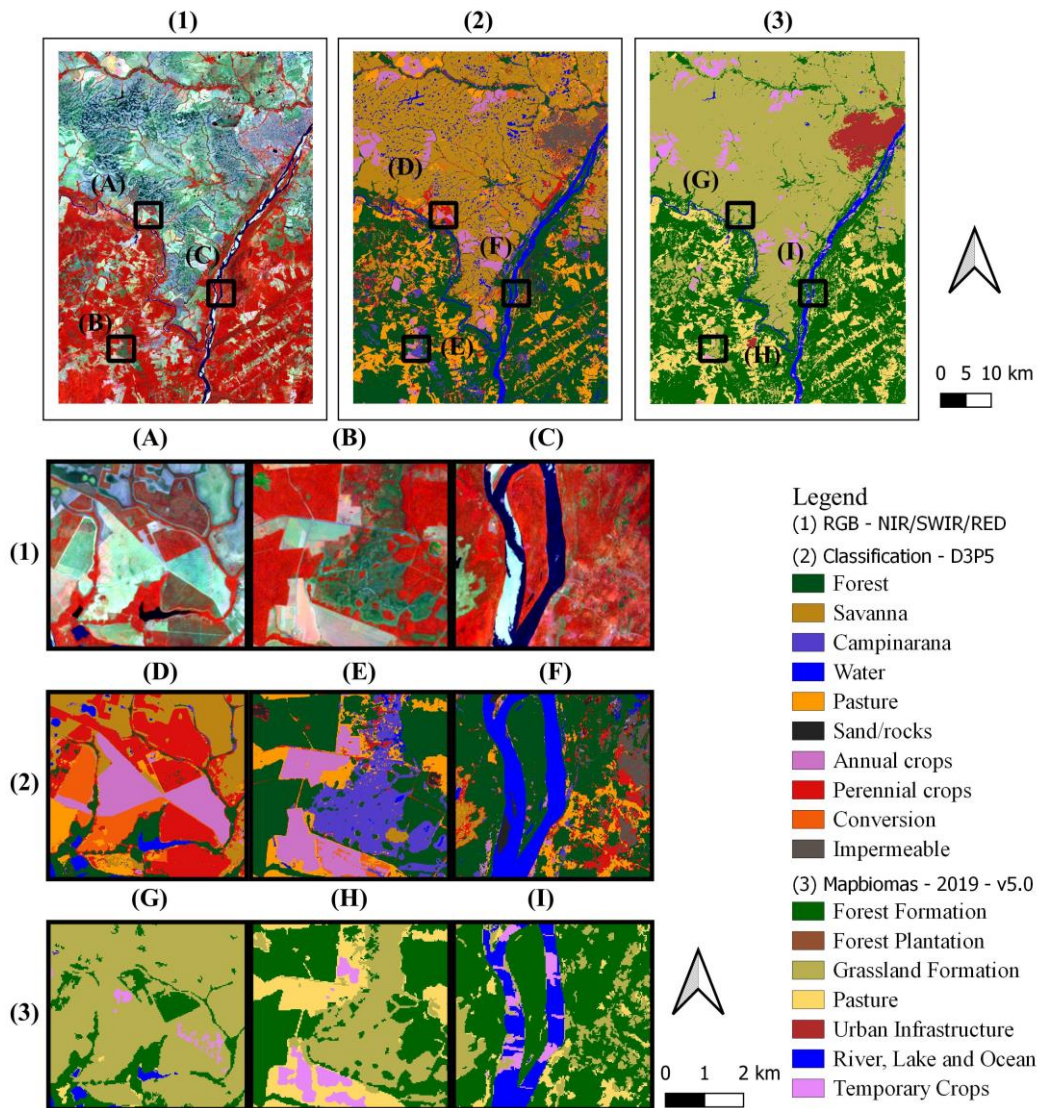 (1) (2) (3)
(A) (D) (G)
(C) (F) (I)
(B) (E) (H)
0 5 10 km
(A) (B) (C)
(1)
(D) (E) (F)
(2)
(G) (H) (I)
(3)
0 1 2 km
Legend
(1) RGB - NIR/SWIR/RED
(2) Classification - D3P5
Forest
Savanna
Campinarana
Water
Pasture
Sand/rocks
Annual crops
Perennial crops
Conversion
Impermeable
(3) Mapbiomas - 2019 - v5.0
Forest Formation
Forest Plantation
Grassland Formation
Pasture
Urban Infrastructure
River, Lake and Ocean
Temporary Crops